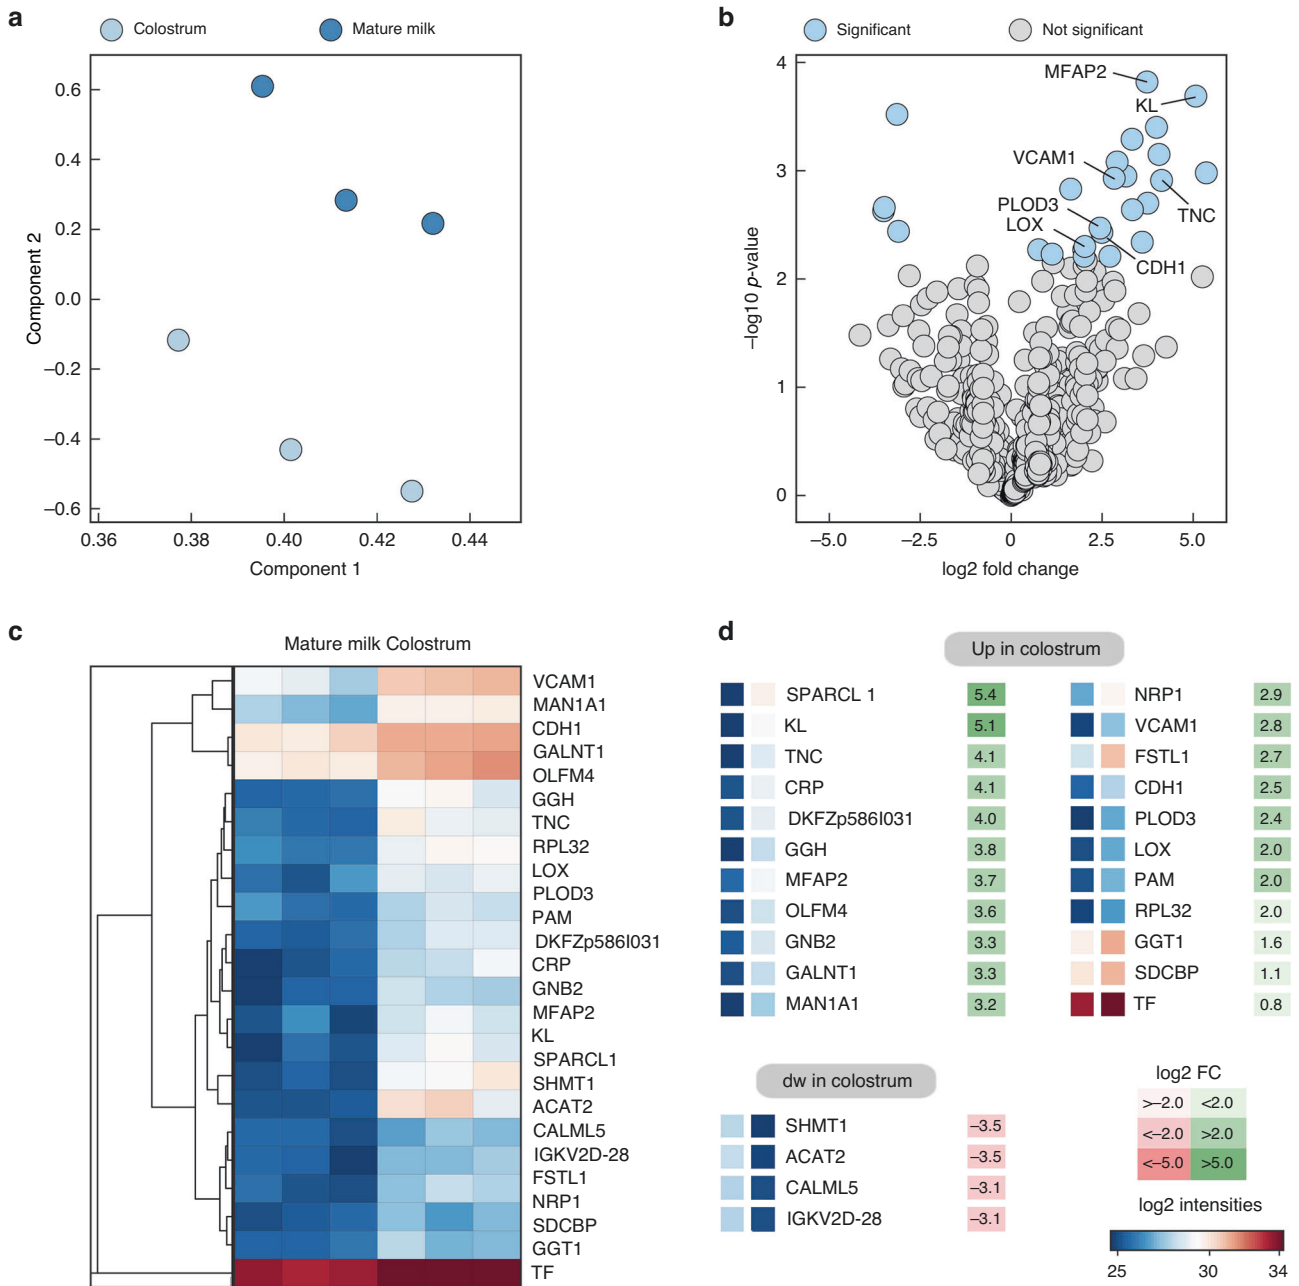 a
Colostrum
Mature milk
Component 2
0.6
0.4
0.2
0.0
–0.2
–0.4
–0.6
0.36
0.38
0.40
0.42
0.44
Component 1
b
Significant
Not significant
–log10 p-value
4
3
2
1
0
MFAP2
KL
VCAM1
TNC
PLOD3
LOX
CDH1
–5.0
–2.5
0
2.5
5.0
log2 fold change
c
Mature milk Colostrum
VCAM1
MAN1A1
CDH1
GALNT1
OLFM4
GGH
TNC
RPL32
LOX
PLOD3
PAM
DKFZp586I031
CRP
GNB2
MFAP2
KL
SPARCL1
SHMT1
ACAT2
CALML5
IGKV2D-28
FSTL1
NRP1
SDCBP
GGT1
TF
d
Up in colostrum
SPARCL 1 5.4
KL 5.1
TNC 4.1
CRP 4.1
DKFZp586I031 4.0
GGH 3.8
MFAP2 3.7
OLFM4 3.6
GNB2 3.3
GALNT1 3.3
MAN1A1 3.2
NRP1 2.9
VCAM1 2.8
FSTL1 2.7
CDH1 2.5
PLOD3 2.4
LOX 2.0
PAM 2.0
RPL32 2.0
GGT1 1.6
SDCBP 1.1
TF 0.8
dw in colostrum
SHMT1 –3.5
ACAT2 –3.5
CALML5 –3.1
IGKV2D-28 –3.1
log2 FC
>–2.0 <2.0
<–2.0 >2.0
<–5.0 >5.0
log2 intensities
25 30 34